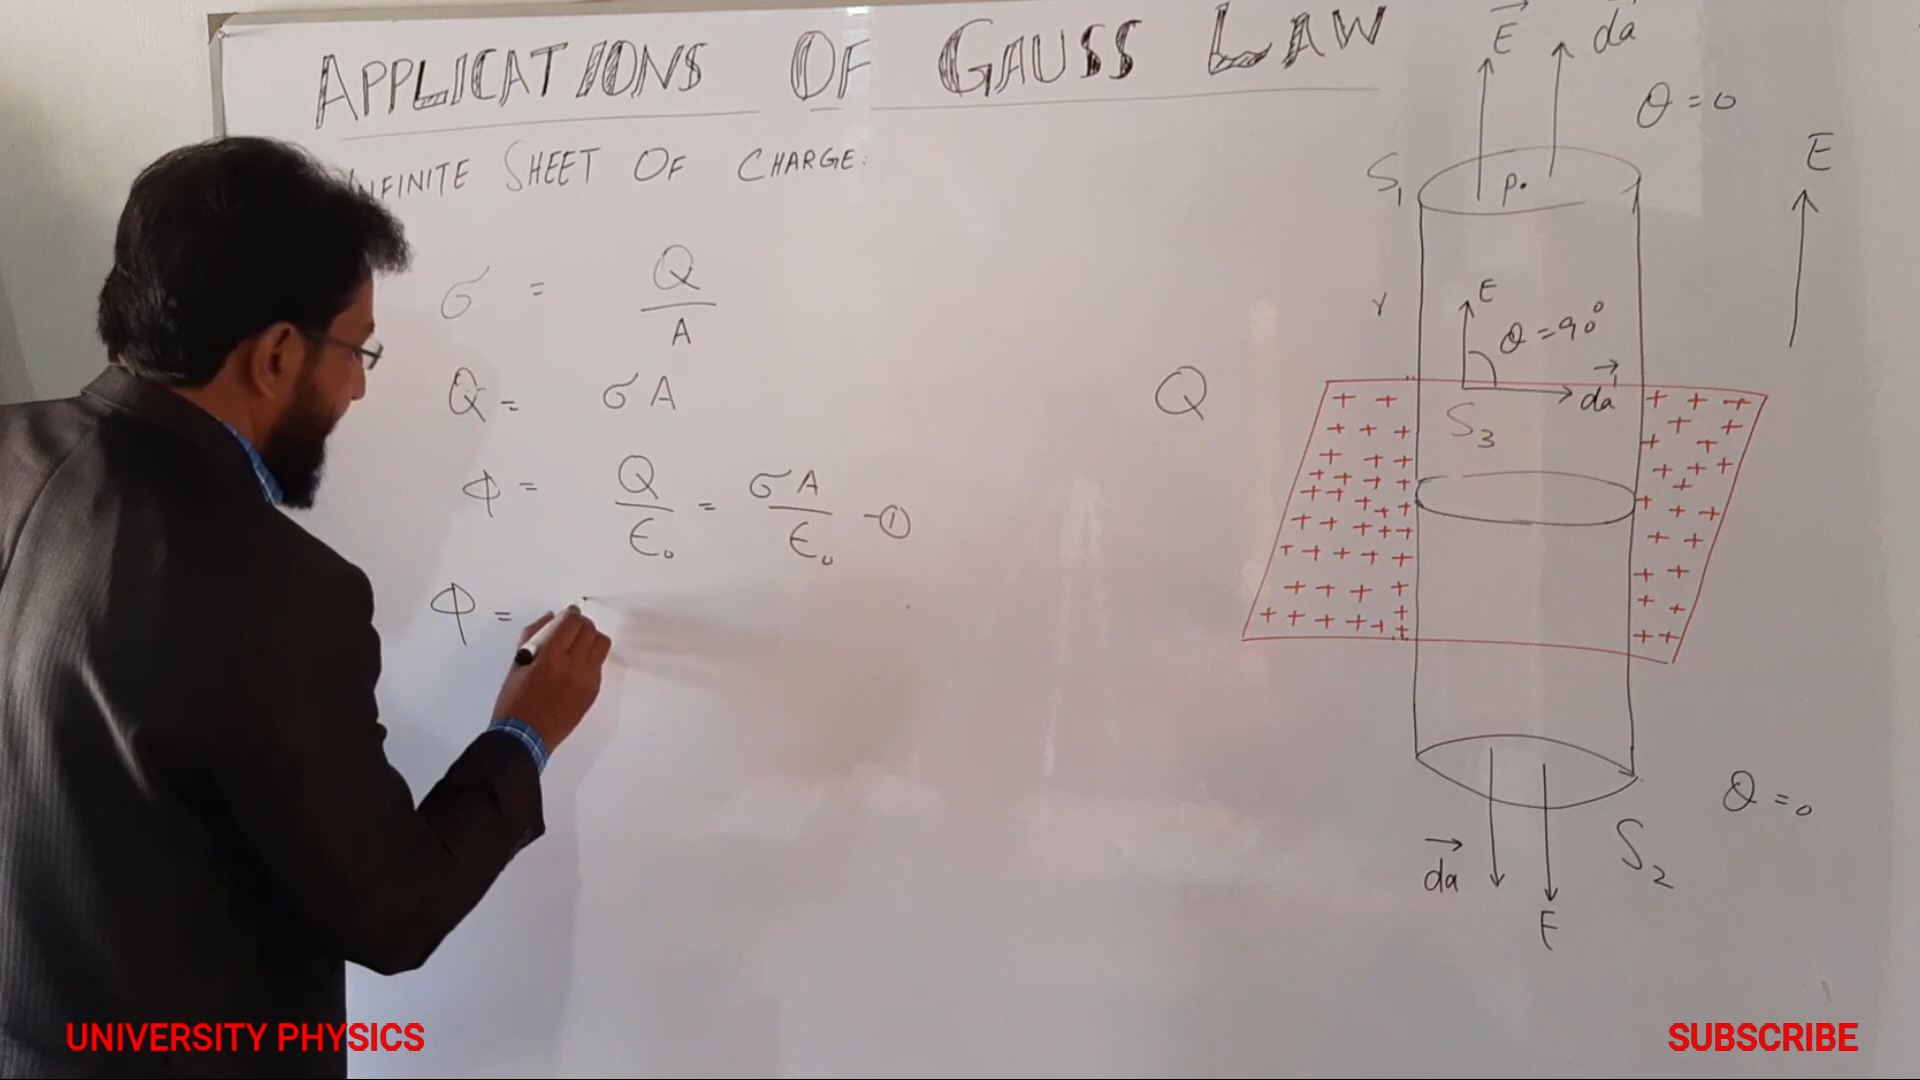 APPLICATIONS OF GAUSS LAW
INFINITE SHEET OF CHARGE:
σ = Q / A
Q = σA
ϕ = Q / ϵ₀ = σA / ϵ₀ -①
ϕ =
E da
θ = 0
E
S₁ p.
r
E
θ = 90°
da
Q
S₃
θ = 0
S₂
da
E
UNIVERSITY PHYSICS
SUBSCRIBE